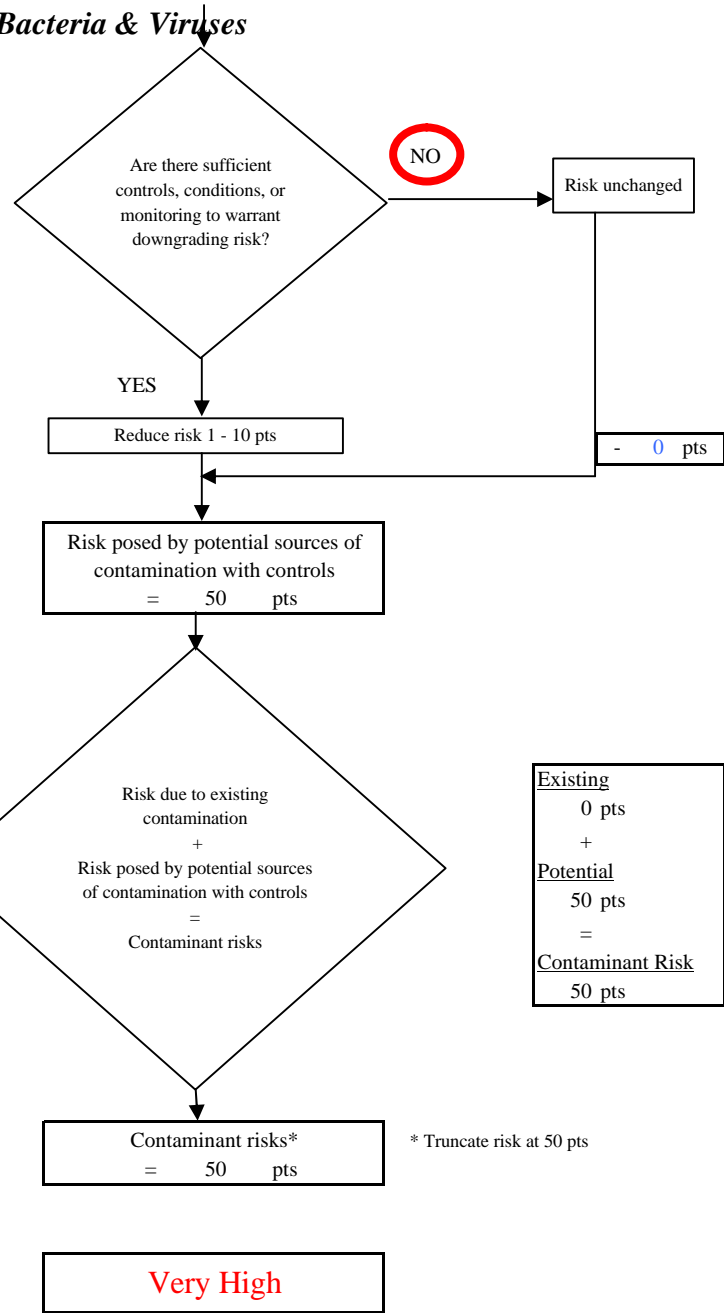 Bacteria & Viruses
Are there sufficient
controls, conditions, or
monitoring to warrant
downgrading risk?
NO
Risk unchanged
YES
Reduce risk 1 - 10 pts
- 0 pts
Risk posed by potential sources of
contamination with controls
= 50 pts
Risk due to existing
contamination
+
Risk posed by potential sources
of contamination with controls
=
Contaminant risks
Existing
0 pts
+
Potential
50 pts
=
Contaminant Risk
50 pts
Contaminant risks*
= 50 pts
* Truncate risk at 50 pts
Very High